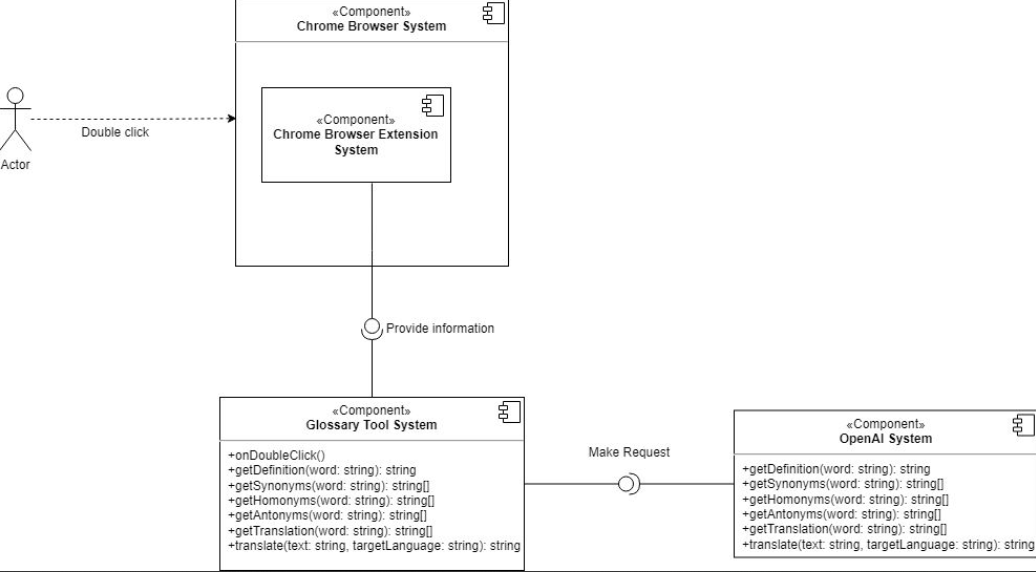 «Component»
Chrome Browser System
«Component»
Chrome Browser Extension
System
Double click
Actor
Provide information
«Component»
Glossary Tool System
+onDoubleClick()
+getDefinition(word: string): string
+getSynonyms(word: string): string[]
+getHomonyms(word: string): string[]
+getAntonyms(word: string): string[]
+getTranslation(word: string): string[]
+translate(text: string, targetLanguage: string): string
Make Request
«Component»
OpenAI System
+getDefinition(word: string): string
+getSynonyms(word: string): string[]
+getHomonyms(word: string): string[]
+getAntonyms(word: string): string[]
+getTranslation(word: string): string[]
+translate(text: string, targetLanguage: string): string